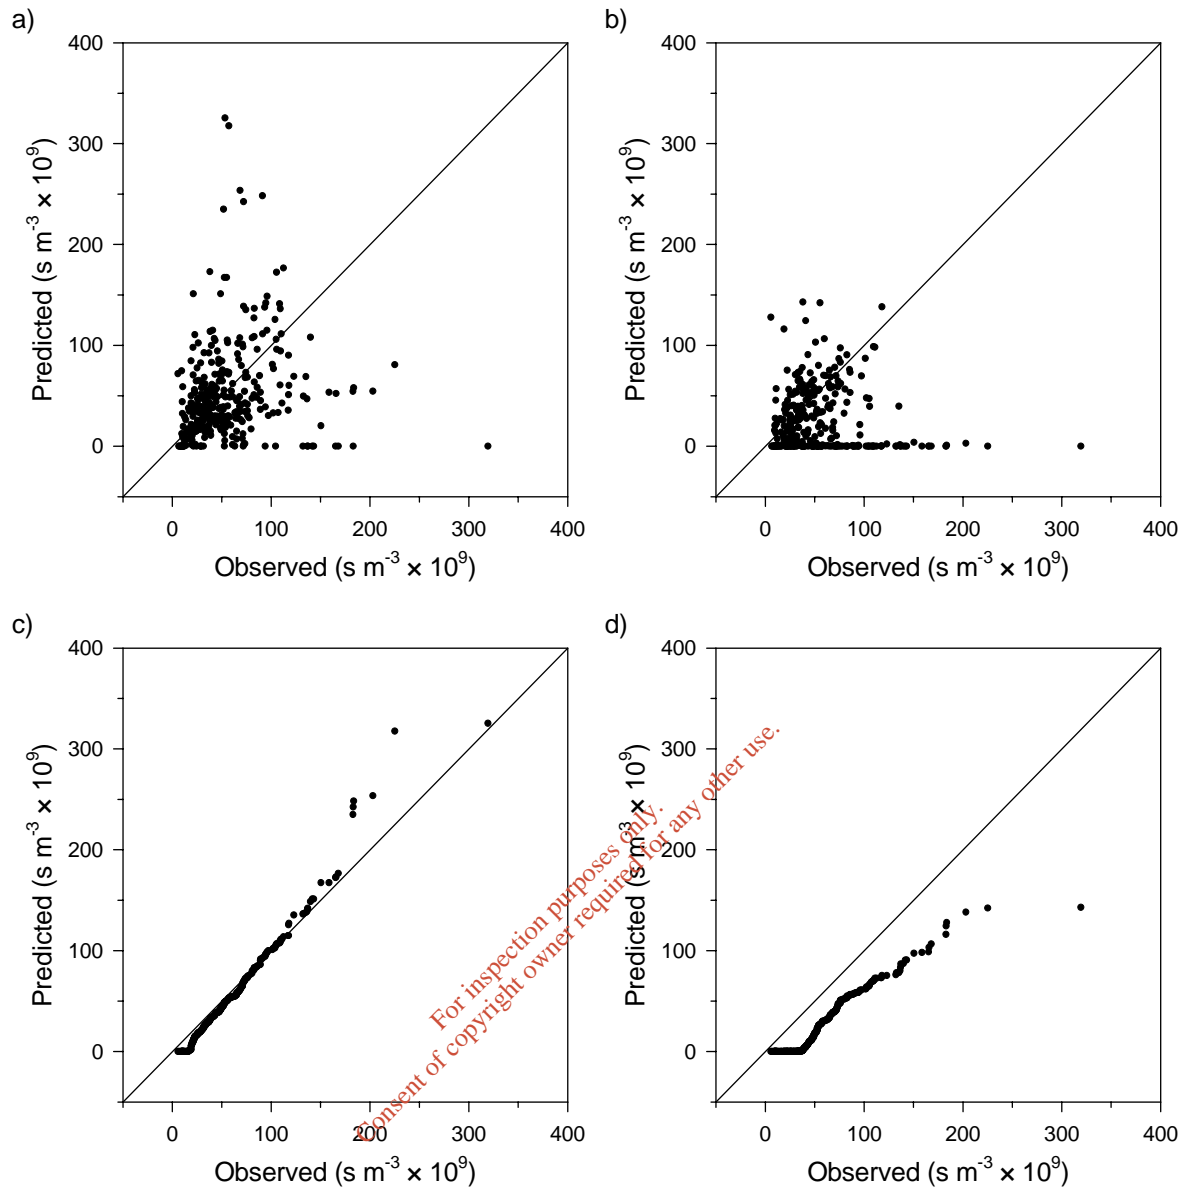 a)
400
300
200
100
0
Predicted (s m⁻³ × 10⁹)
0 100 200 300 400
Observed (s m⁻³ × 10⁹)
b)
400
300
200
100
0
Predicted (s m⁻³ × 10⁹)
0 100 200 300 400
Observed (s m⁻³ × 10⁹)
c)
400
300
200
100
0
Predicted (s m⁻³ × 10⁹)
0 100 200 300 400
Observed (s m⁻³ × 10⁹)
d)
400
300
200
100
0
Predicted (s m⁻³ × 10⁹)
0 100 200 300 400
Observed (s m⁻³ × 10⁹)
For inspection purposes only.
Consent of copyright owner required for any other use.